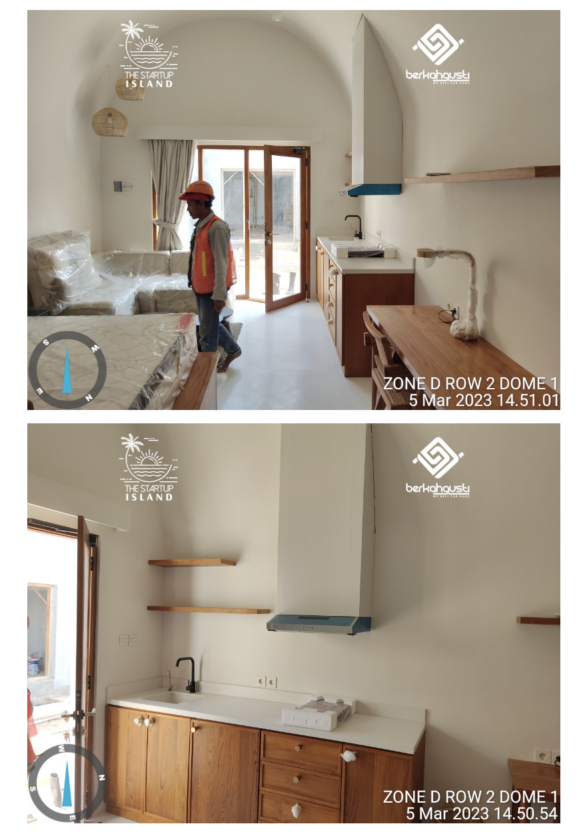 THE STARTUP
ISLAND
berkahgusti
ZONE D ROW 2 DOME 1
5 Mar 2023 14.51.01
S
W
E
N
THE STARTUP
ISLAND
berkahgusti
ZONE D ROW 2 DOME 1
5 Mar 2023 14.50.54
W
N
S
E